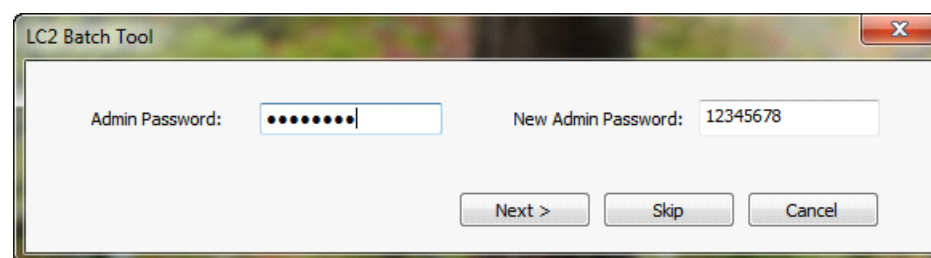 LC2 Batch Tool
Admin Password: ●●●●●●●● New Admin Password: 12345678
Next > Skip Cancel